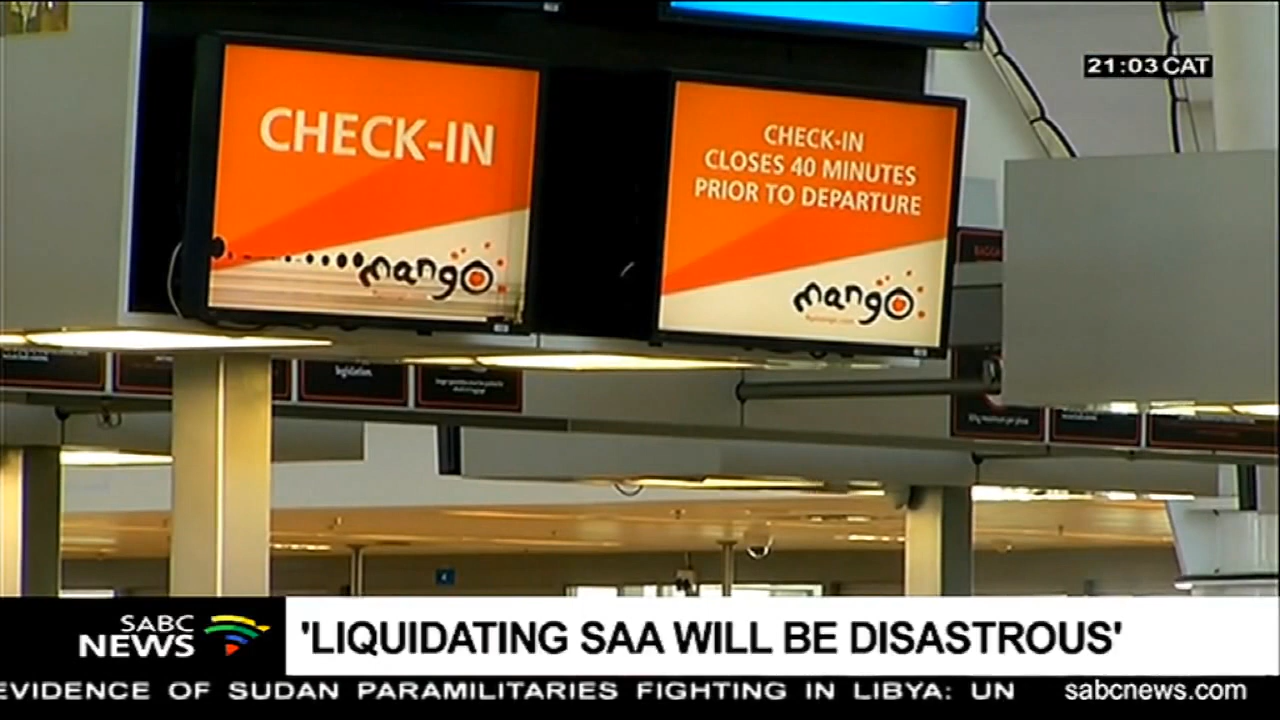 21:03 CAT
CHECK-IN
mango
CHECK-IN
CLOSES 40 MINUTES
PRIOR TO DEPARTURE
mango
legislation.
SABC
NEWS
'LIQUIDATING SAA WILL BE DISASTROUS'
EVIDENCE OF SUDAN PARAMILITARIES FIGHTING IN LIBYA: UN
sabcnews.com